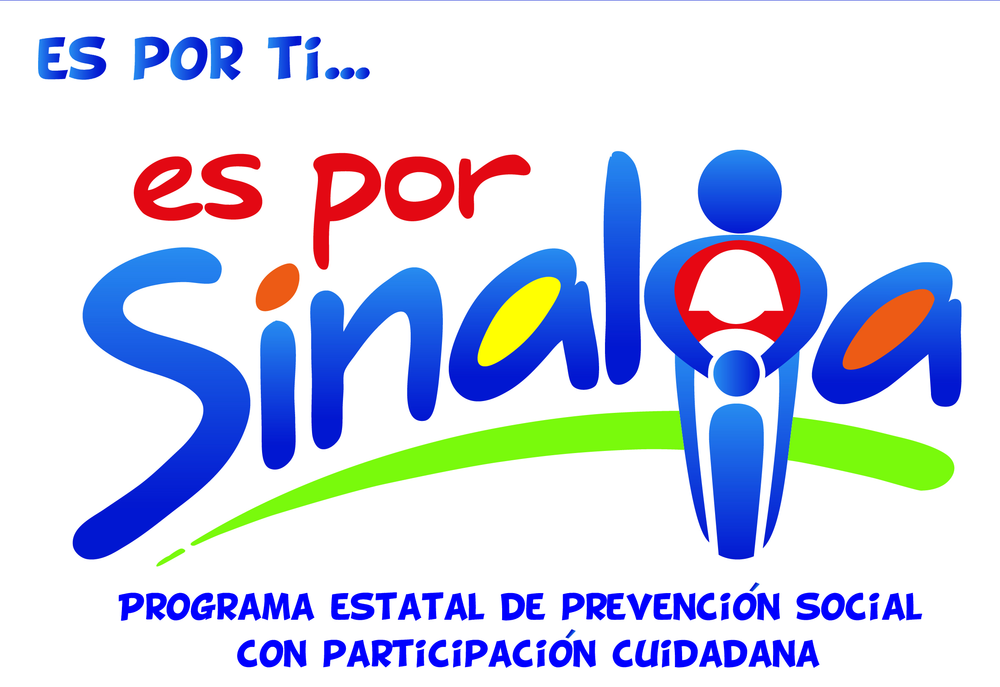 ES POR Ti...
es por
Sinaloa
PROGRAMA ESTATAL DE PREVENCiÓN SOCiAL
CON PARTiCiPACiÓN CUiDADANA